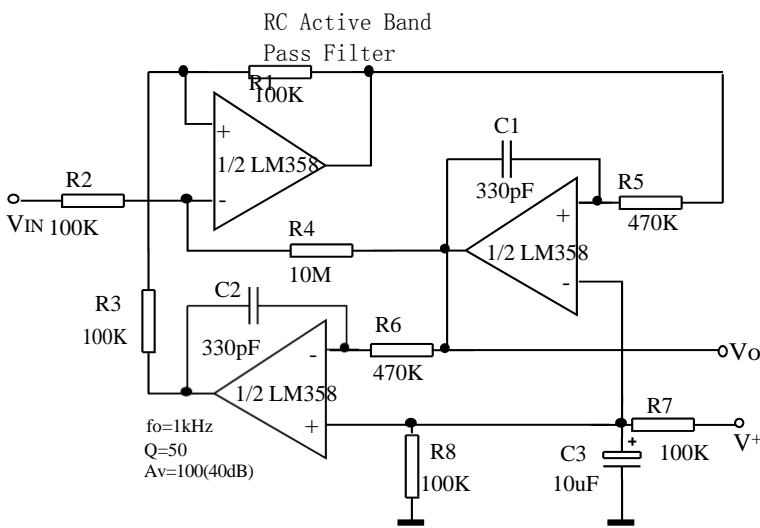 RC Active Band
Pass Filter
R1
100K
+
1/2 LM358
-
R2
VIN 100K
C1
330pF
R5
470K
+
1/2 LM358
-
R4
10M
R3
100K
C2
330pF
R6
470K
-
1/2 LM358
+
VO
fo=1kHz
Q=50
Av=100(40dB)
R8
100K
R7
100K
V+
+
C3
10uF